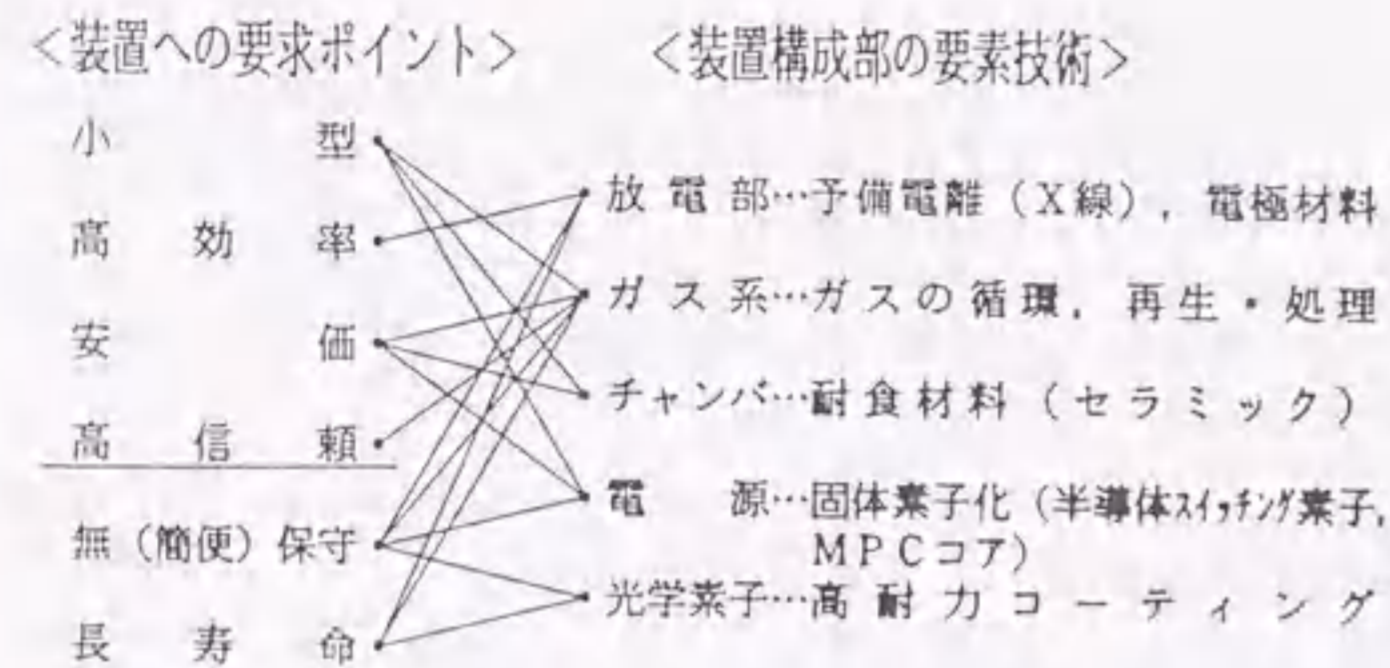 ＜装置への要求ポイント＞
＜装置構成部の要素技術＞
小型
高効率
安価
高信頼
無（簡便）保守
長寿命
放電部…予備電離（X線），電極材料
ガス系…ガスの循環，再生・処理
チャンバ…耐食材料（セラミック）
電源…固体素子化（半導体スイッチング素子，
MPCコア）
光学素子…高耐力コーティング